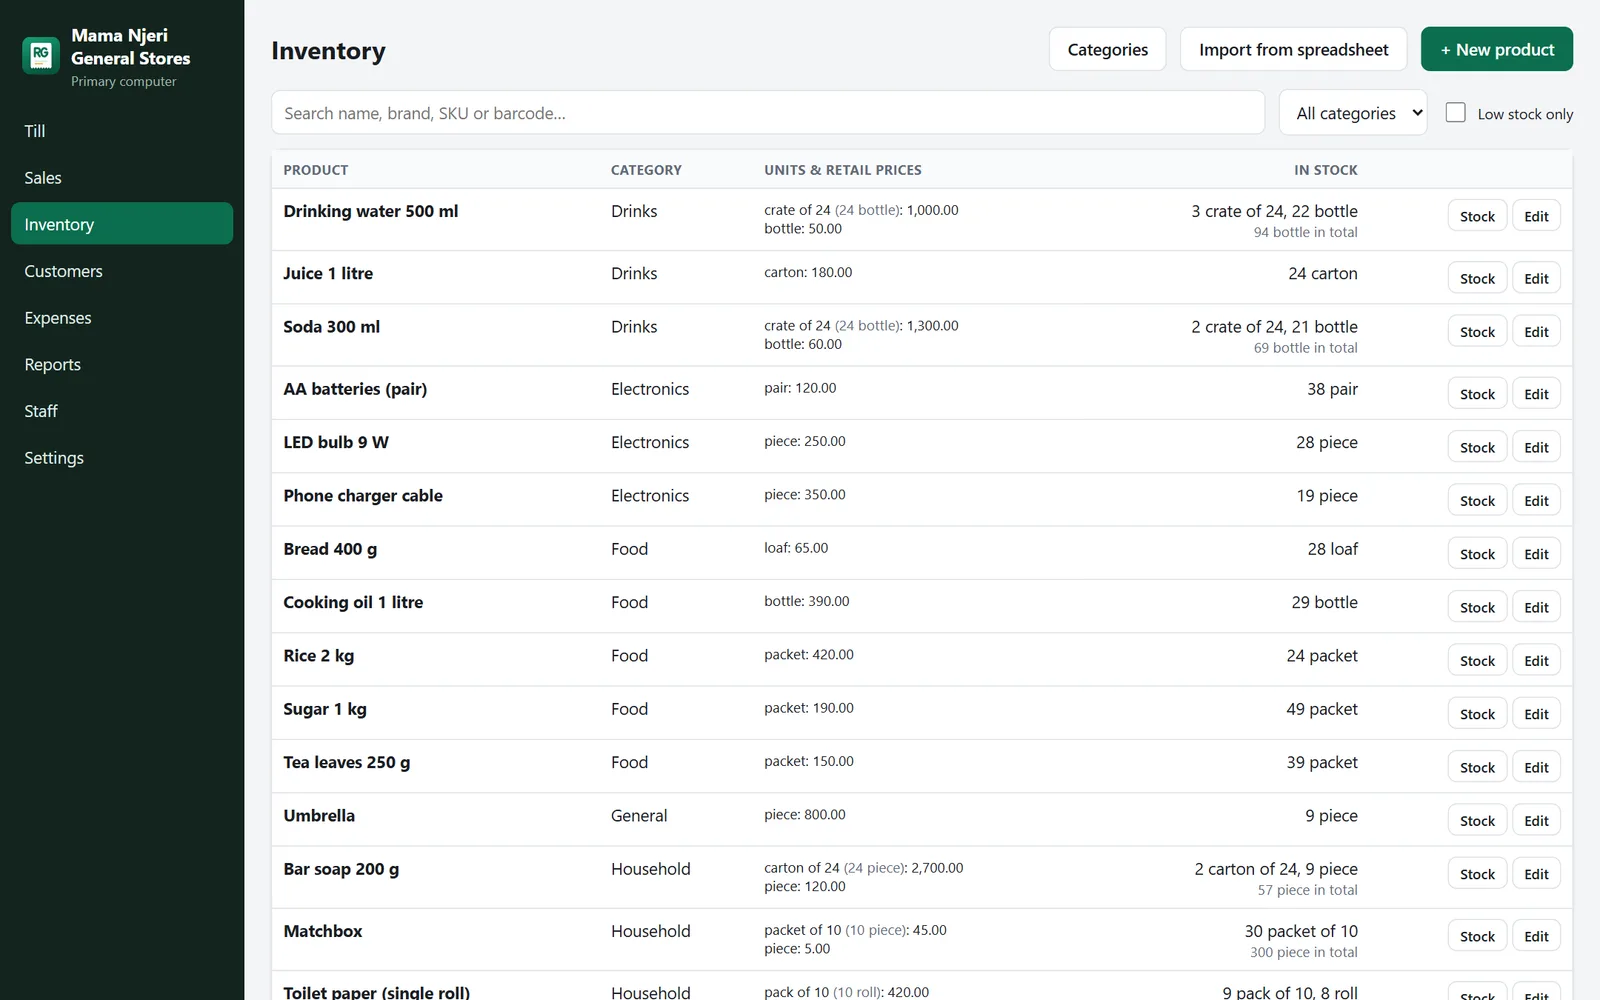 RG
Mama Njeri
General Stores
Primary computer
Till
Sales
Inventory
Customers
Expenses
Reports
Staff
Settings
Inventory
Categories
Import from spreadsheet
+ New product
Search name, brand, SKU or barcode...
All categories
Low stock only
PRODUCT CATEGORY UNITS & RETAIL PRICES IN STOCK
Drinking water 500 ml Drinks crate of 24 (24 bottle): 1,000.00 3 crate of 24, 22 bottle Stock Edit
bottle: 50.00 94 bottle in total
Juice 1 litre Drinks carton: 180.00 24 carton Stock Edit
Soda 300 ml Drinks crate of 24 (24 bottle): 1,300.00 2 crate of 24, 21 bottle Stock Edit
bottle: 60.00 69 bottle in total
AA batteries (pair) Electronics pair: 120.00 38 pair Stock Edit
LED bulb 9 W Electronics piece: 250.00 28 piece Stock Edit
Phone charger cable Electronics piece: 350.00 19 piece Stock Edit
Bread 400 g Food loaf: 65.00 28 loaf Stock Edit
Cooking oil 1 litre Food bottle: 390.00 29 bottle Stock Edit
Rice 2 kg Food packet: 420.00 24 packet Stock Edit
Sugar 1 kg Food packet: 190.00 49 packet Stock Edit
Tea leaves 250 g Food packet: 150.00 39 packet Stock Edit
Umbrella General piece: 800.00 9 piece Stock Edit
Bar soap 200 g Household carton of 24 (24 piece): 2,700.00 2 carton of 24, 9 piece Stock Edit
piece: 120.00 57 piece in total
Matchbox Household packet of 10 (10 piece): 45.00 30 packet of 10 Stock Edit
piece: 5.00 300 piece in total
Toilet paper (single roll) Household pack of 10 (10 roll): 420.00 9 pack of 10, 8 roll Stock Edit